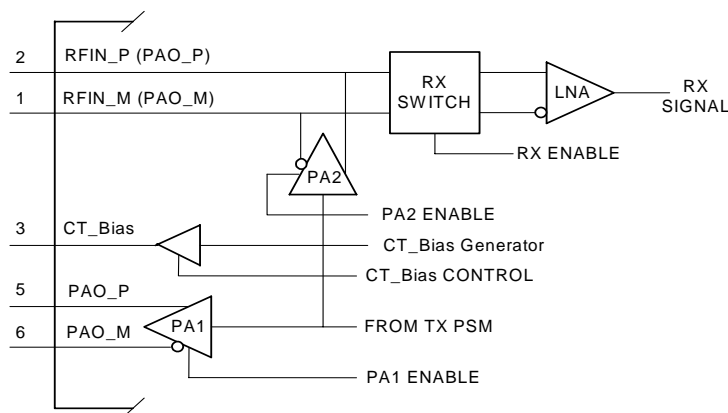 2 RFIN_P (PAO_P)
1 RFIN_M (PAO_M)
RX
SWITCH
LNA
RX
SIGNAL
RX ENABLE
PA2
PA2 ENABLE
3 CT_Bias
CT_Bias Generator
CT_Bias CONTROL
5 PAO_P
6 PAO_M
PA1
FROM TX PSM
PA1 ENABLE